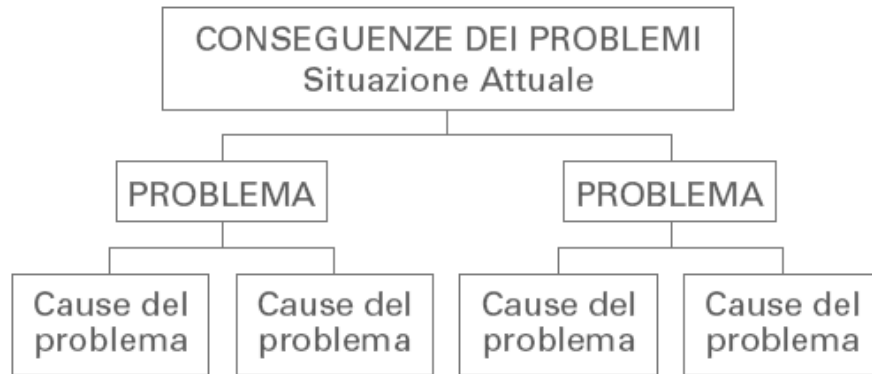 CONSEGUENZE DEI PROBLEMI
Situazione Attuale
PROBLEMA
PROBLEMA
Cause del
problema
Cause del
problema
Cause del
problema
Cause del
problema